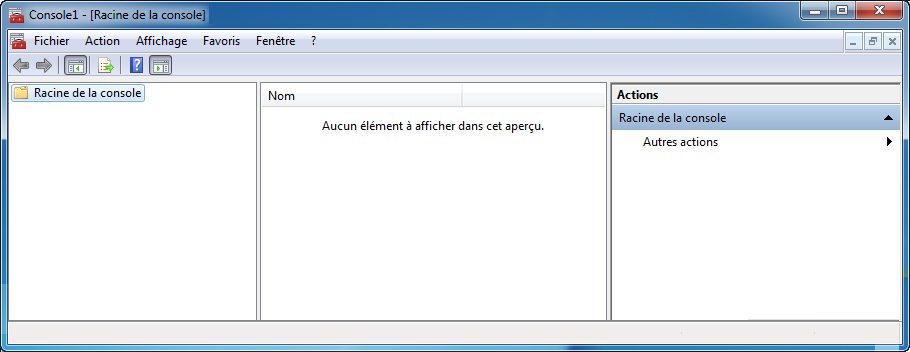 Console1 - [Racine de la console]
Fichier Action Affichage Favoris Fenêtre ?
Racine de la console
Nom
Aucun élément à afficher dans cet aperçu.
Actions
Racine de la console
Autres actions